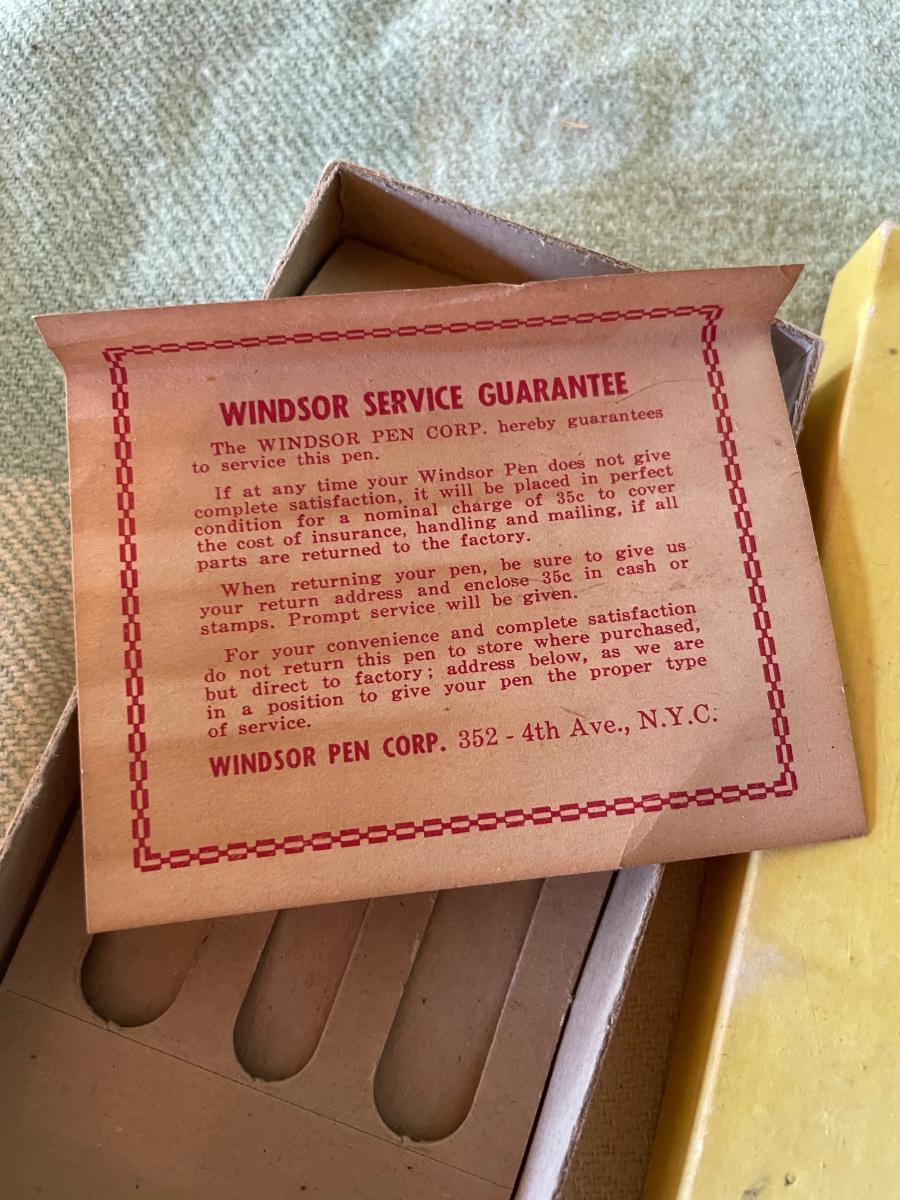 WINDSOR SERVICE GUARANTEE
The WINDSOR PEN CORP. hereby guarantees
to service this pen.
If at any time your Windsor Pen does not give
complete satisfaction, it will be placed in perfect
condition for a nominal charge of 35c to cover
the cost of insurance, handling and mailing, if all
parts are returned to the factory.
When returning your pen, be sure to give us
your return address and enclose 35c in cash or
stamps. Prompt service will be given.
For your convenience and complete satisfaction
do not return this pen to store where purchased,
but direct to factory; address below, as we are
in a position to give your pen the proper type
of service.
WINDSOR PEN CORP. 352 - 4th Ave., N.Y.C.